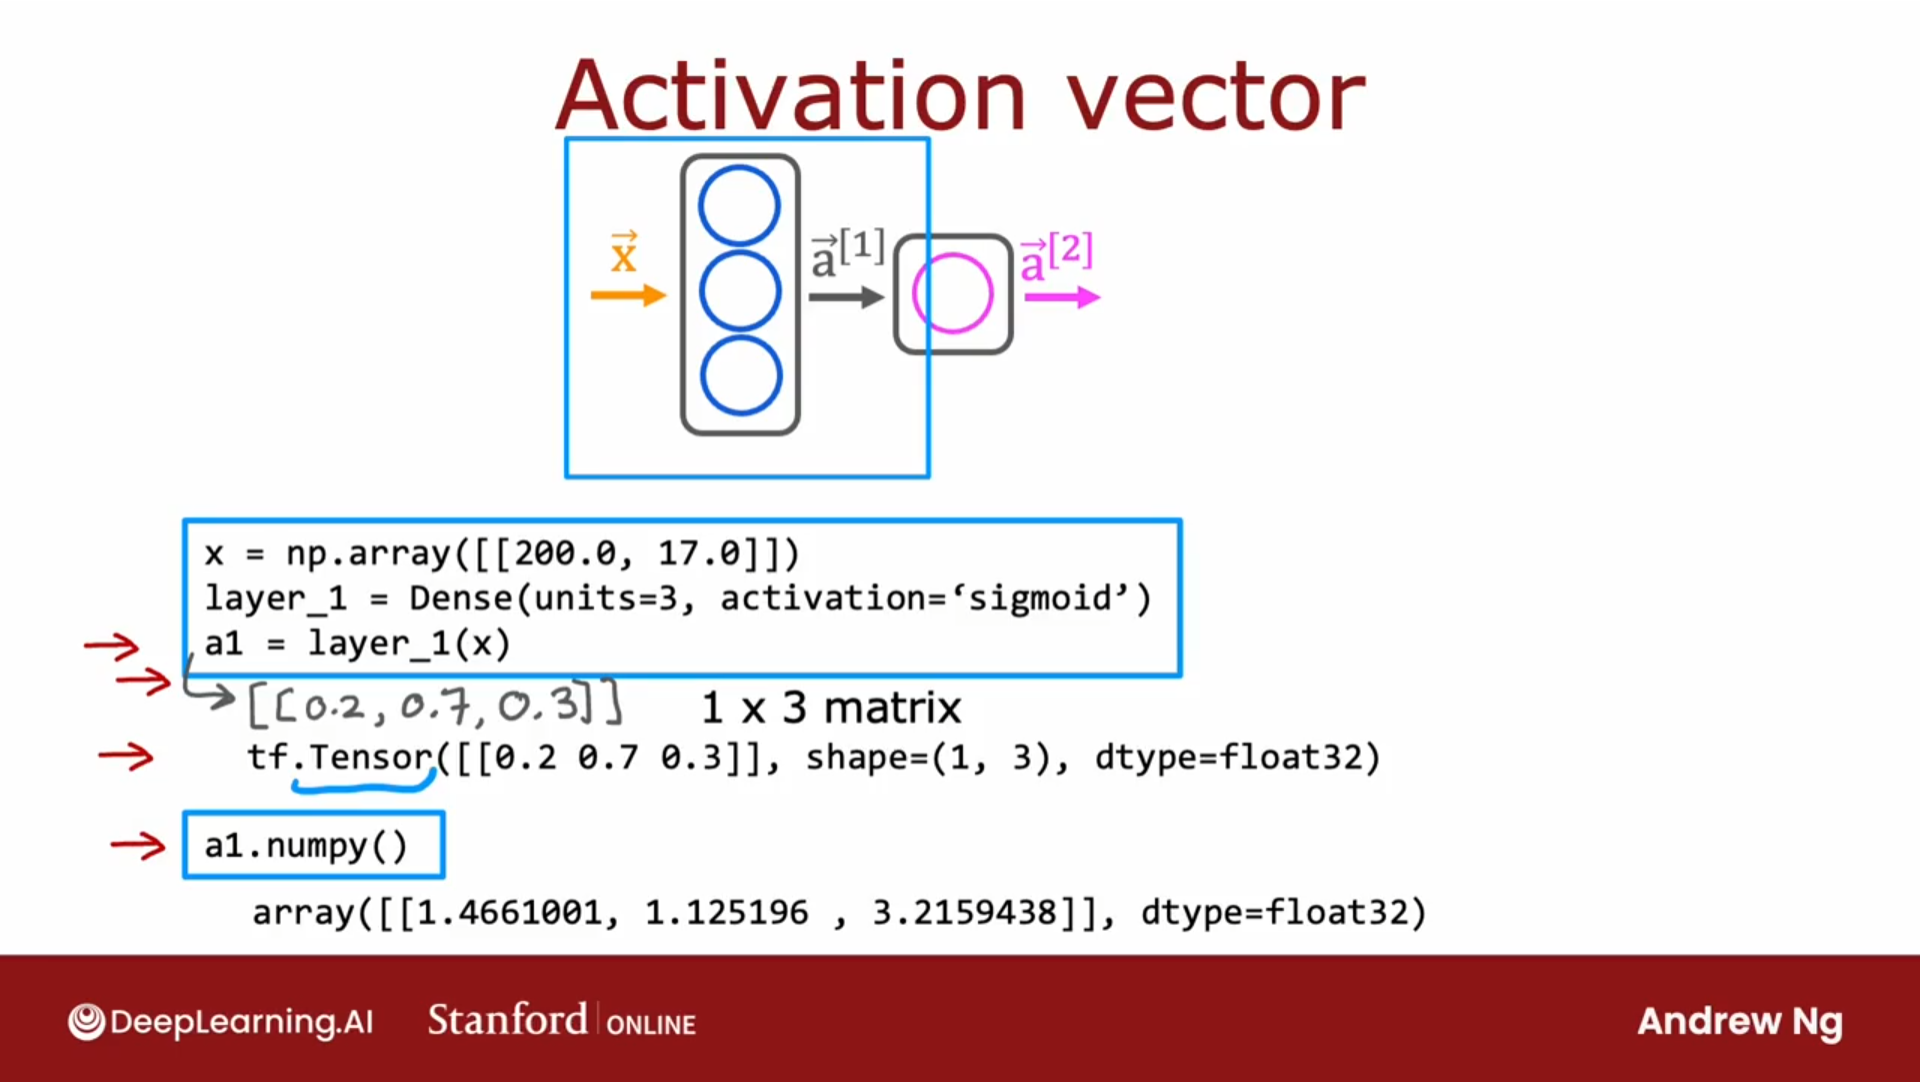 Activation vector
x⃗ a⃗[1] a⃗[2]
x = np.array([[200.0, 17.0]])
layer_1 = Dense(units=3, activation=‘sigmoid’)
a1 = layer_1(x)
[[0.2, 0.7, 0.3]] 1 x 3 matrix
tf.Tensor([[0.2 0.7 0.3]], shape=(1, 3), dtype=float32)
a1.numpy()
array([[1.4661001, 1.125196 , 3.2159438]], dtype=float32)
DeepLearning.AI Stanford ONLINE Andrew Ng